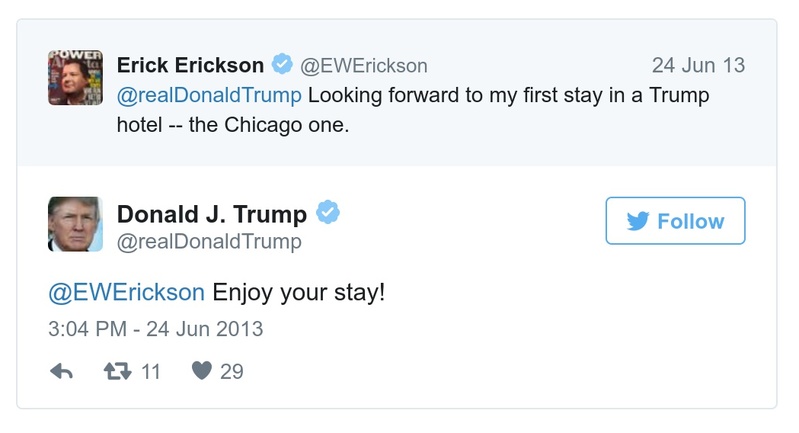 POWER
Erick Erickson @EWErickson 24 Jun 13
@realDonaldTrump Looking forward to my first stay in a Trump
hotel -- the Chicago one.
Donald J. Trump
@realDonaldTrump
Follow
@EWErickson Enjoy your stay!
3:04 PM - 24 Jun 2013
11 29